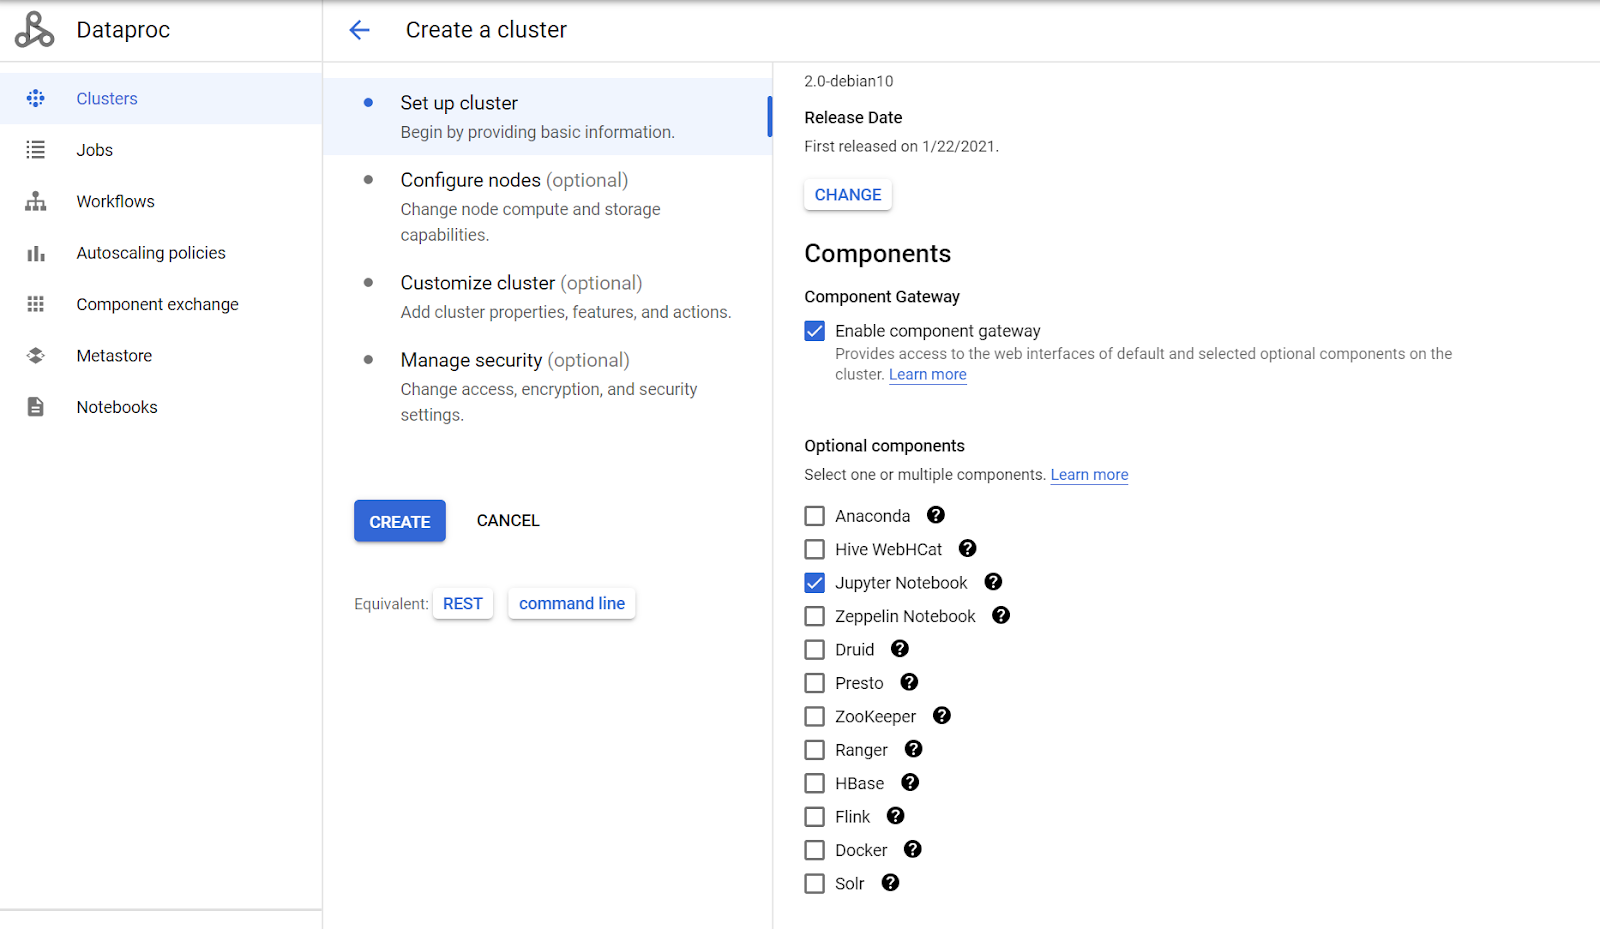 Dataproc
Clusters
Jobs
Workflows
Autoscaling policies
Component exchange
Metastore
Notebooks
Create a cluster
Set up cluster
Begin by providing basic information.
Configure nodes (optional)
Change node compute and storage
capabilities.
Customize cluster (optional)
Add cluster properties, features, and actions.
Manage security (optional)
Change access, encryption, and security
settings.
CREATE CANCEL
Equivalent: REST command line
2.0-debian10
Release Date
First released on 1/22/2021.
CHANGE
Components
Component Gateway
Enable component gateway
Provides access to the web interfaces of default and selected optional components on the
cluster. Learn more
Optional components
Select one or multiple components. Learn more
Anaconda ?
Hive WebHCat ?
Jupyter Notebook ?
Zeppelin Notebook ?
Druid ?
Presto ?
ZooKeeper ?
Ranger ?
HBase ?
Flink ?
Docker ?
Solr ?